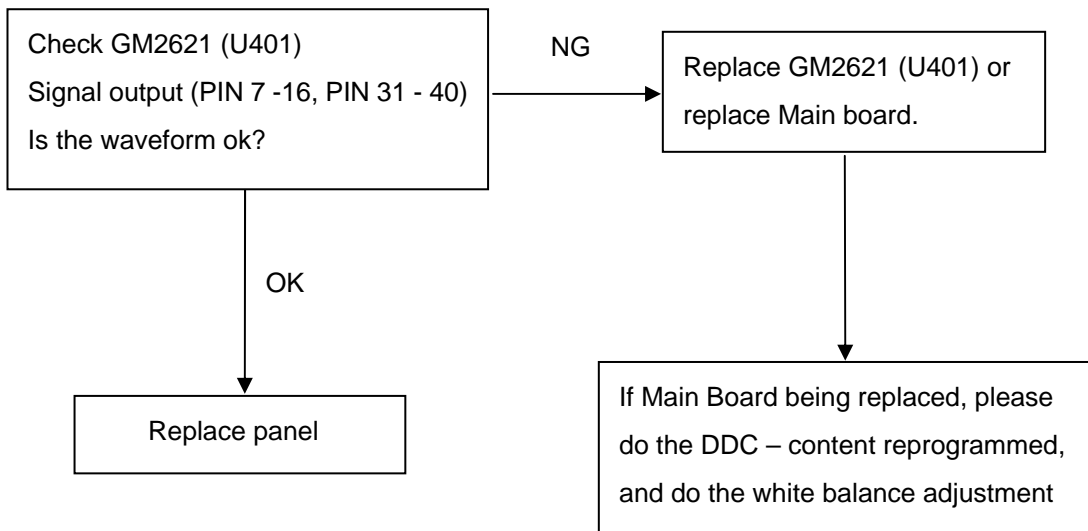 Check GM2621 (U401)
Signal output (PIN 7 -16, PIN 31 - 40)
Is the waveform ok?
NG
Replace GM2621 (U401) or
replace Main board.
OK
Replace panel
If Main Board being replaced, please
do the DDC – content reprogrammed,
and do the white balance adjustment